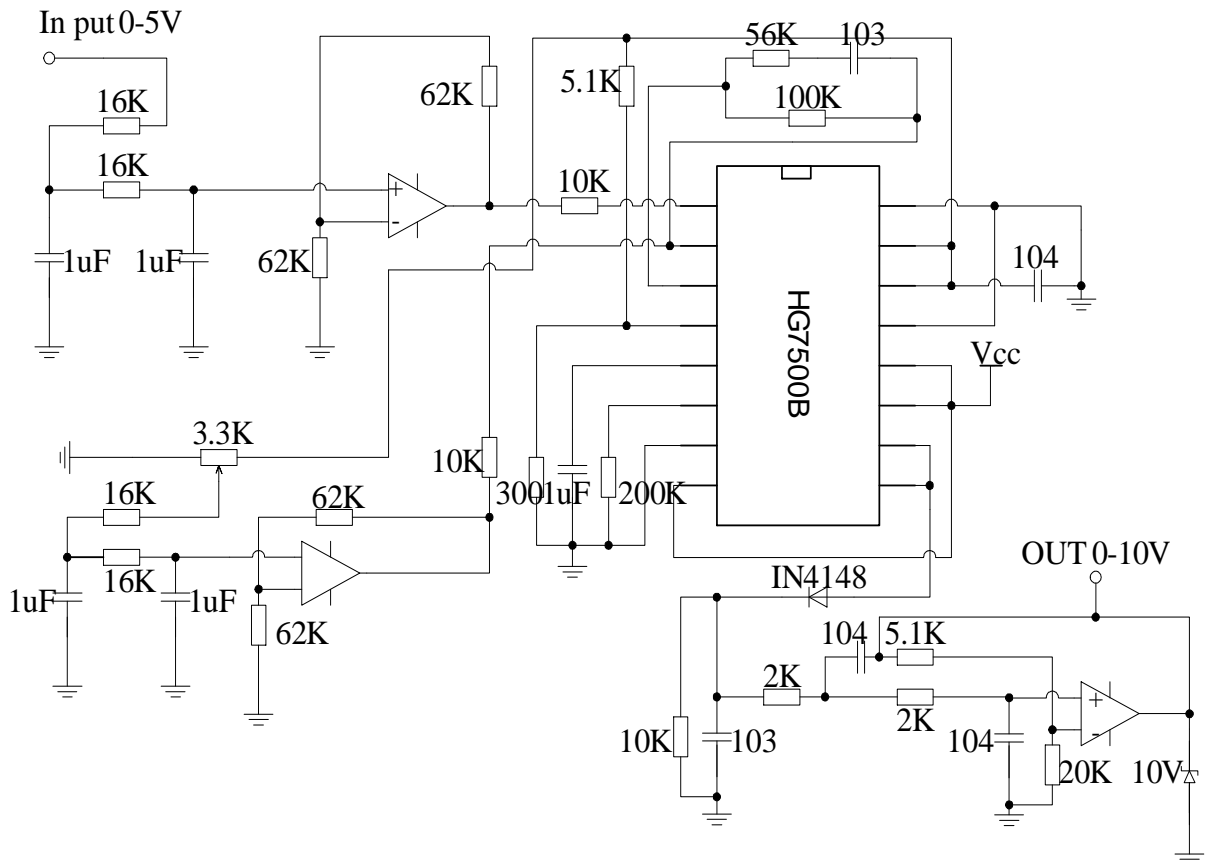 In put 0-5V
56K
103
5.1K
62K
16K
100K
16K
10K
1uF
1uF
62K
104
HG7500B
Vcc
3.3K
10K
16K
62K
300
1uF
200K
16K
1uF
1uF
62K
IN4148
OUT 0-10V
104
5.1K
2K
2K
10K
103
104
20K
10V
+
-
+
-